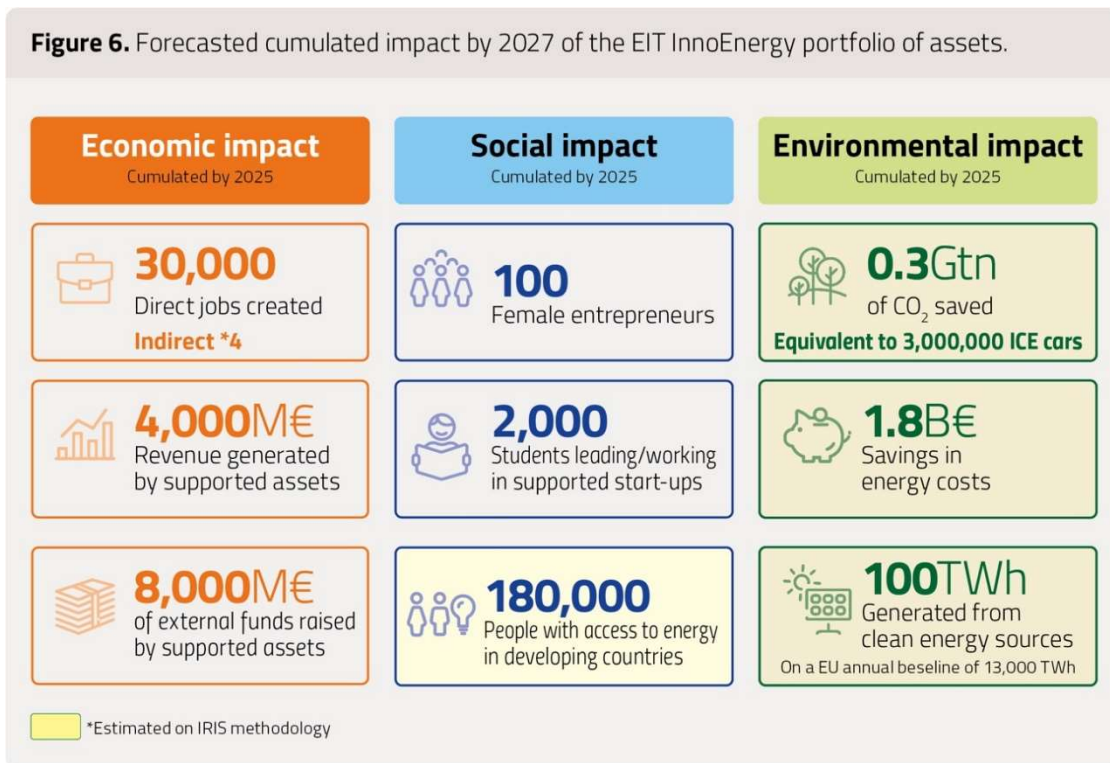 Figure 6. Forecasted cumulated impact by 2027 of the EIT InnoEnergy portfolio of assets.
Economic impact
Cumulated by 2025
30,000
Direct jobs created
Indirect *4
4,000M€
Revenue generated
by supported assets
8,000M€
of external funds raised
by supported assets
Social impact
Cumulated by 2025
100
Female entrepreneurs
2,000
Students leading/working
in supported start-ups
180,000
People with access to energy
in developing countries
Environmental impact
Cumulated by 2025
0.3Gtn
of CO₂ saved
Equivalent to 3,000,000 ICE cars
1.8B€
Savings in
energy costs
100TWh
Generated from
clean energy sources
On a EU annual baseline of 13,000 TWh
*Estimated on IRIS methodology